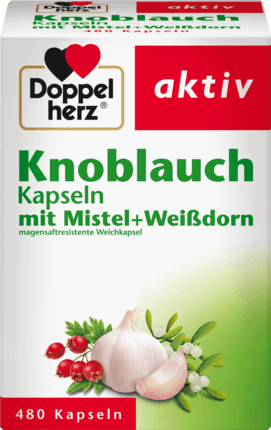 480 Kapseln
Doppel
herz®
aktiv
Knoblauch
Kapseln
mit Mistel+Weißdorn
magensaftresistente Weichkapsel
480 Kapseln